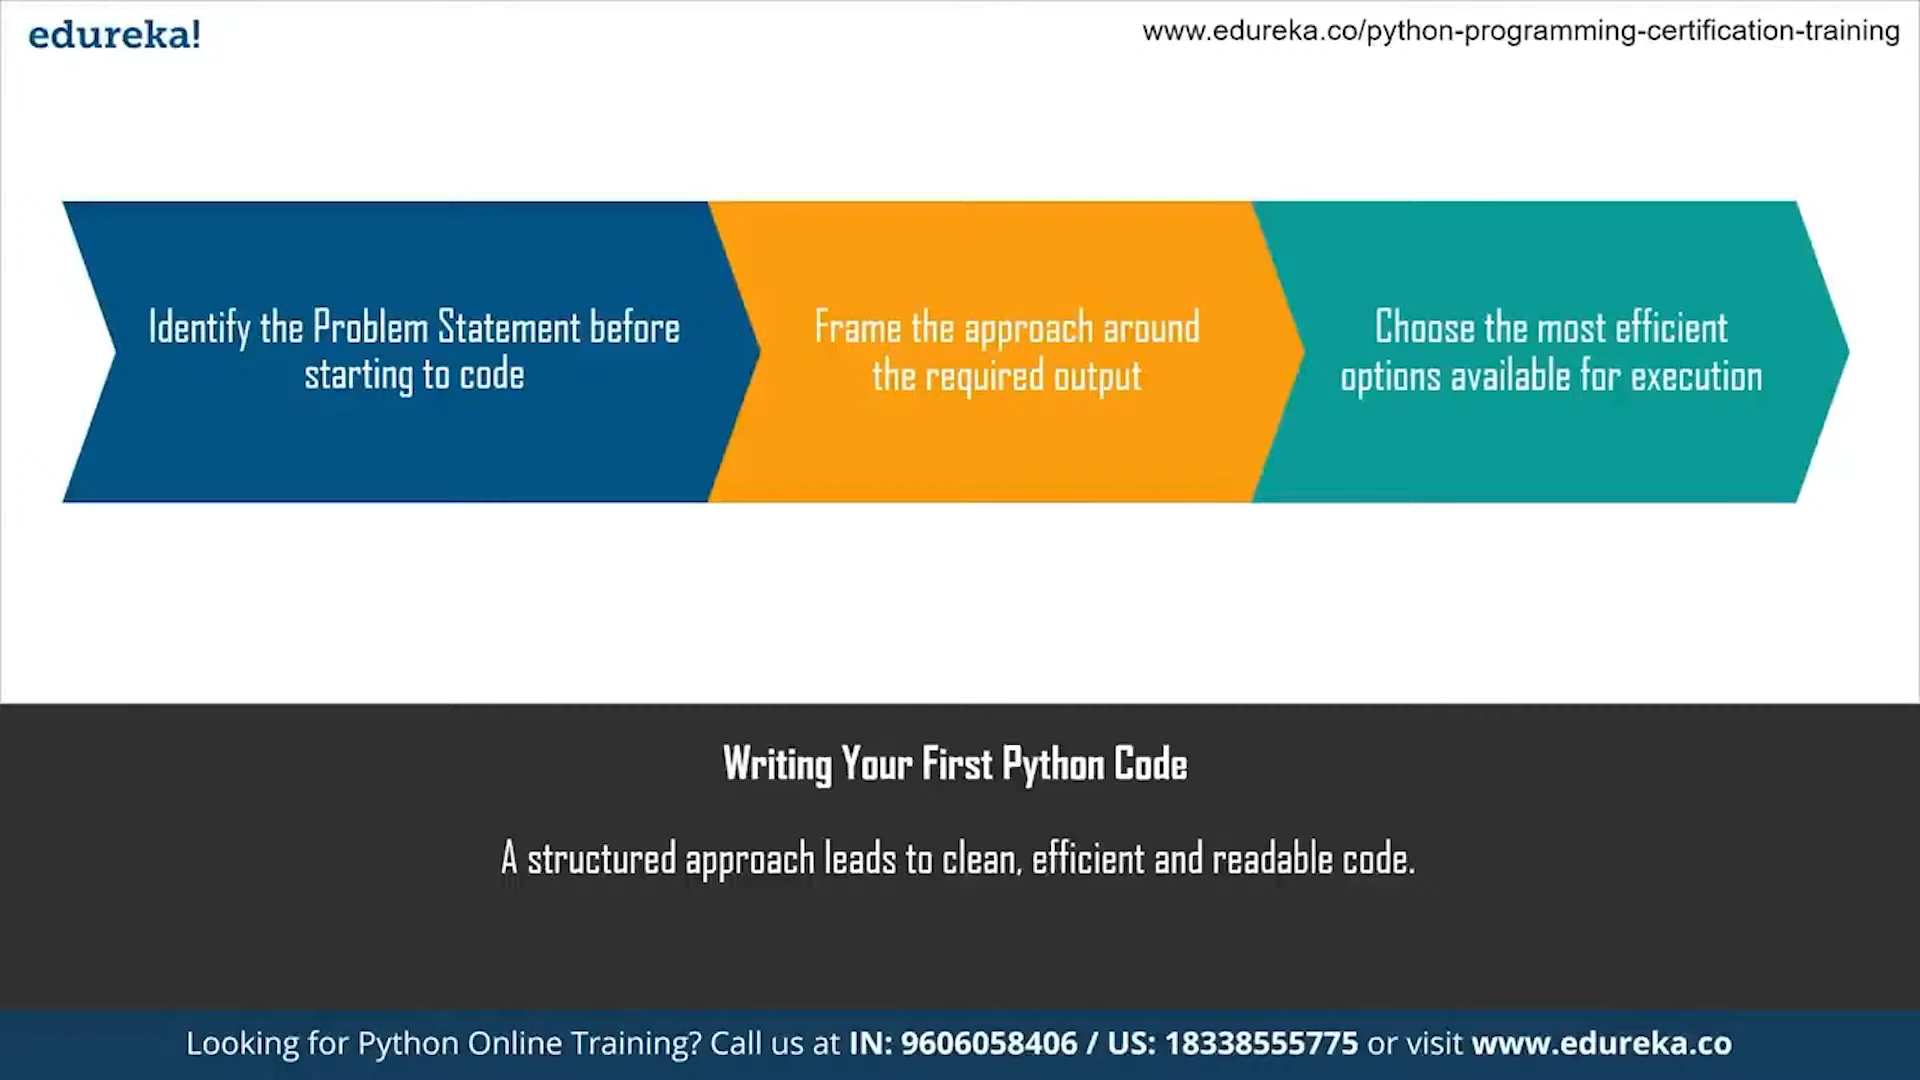 edureka!
www.edureka.co/python-programming-certification-training
Identify the Problem Statement before
starting to code
Frame the approach around
the required output
Choose the most efficient
options available for execution
Writing Your First Python Code
A structured approach leads to clean, efficient and readable code.
Looking for Python Online Training? Call us at IN: 9606058406 / US: 18338555775 or visit www.edureka.co